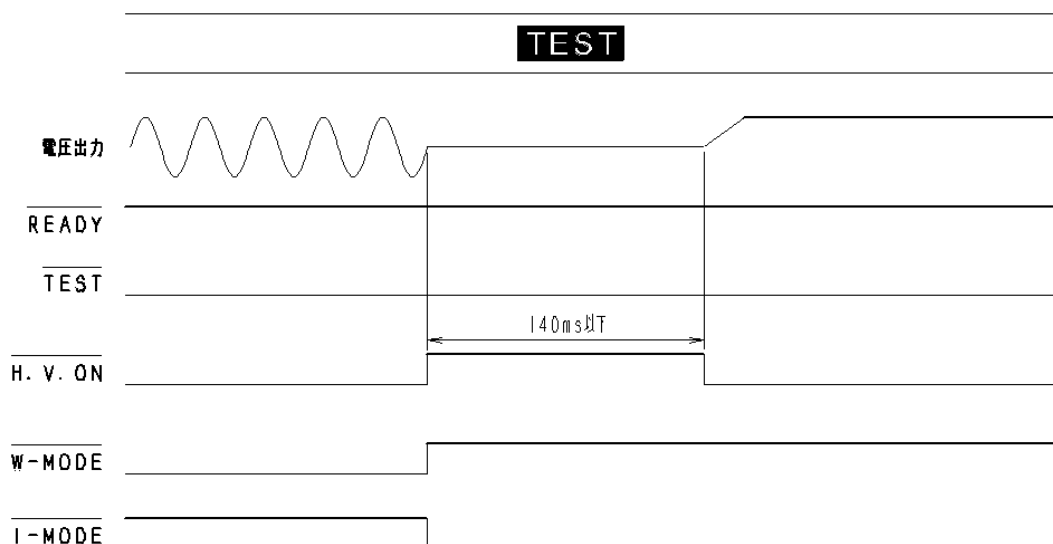 TEST
電圧出力
READY
TEST
140ms以下
H.V.ON
W-MODE
I-MODE